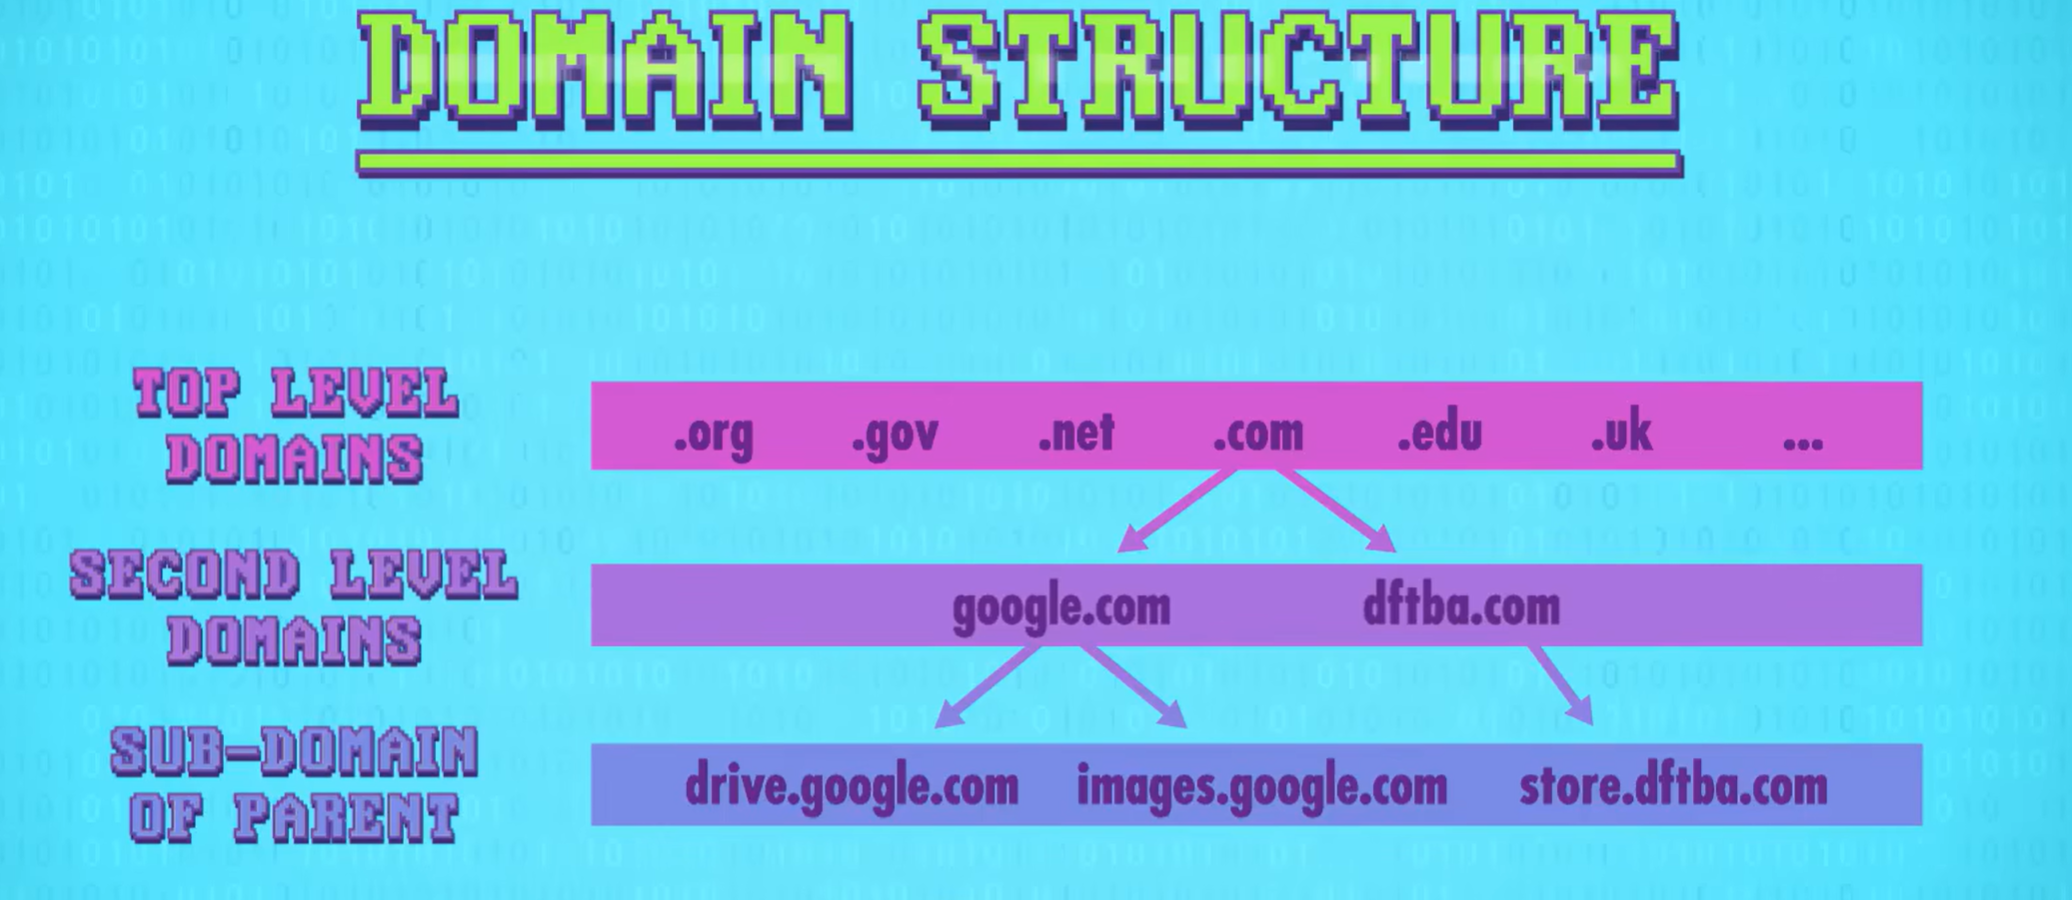 DOMAIN STRUCTURE
TOP LEVEL
DOMAINS
.org .gov .net .com .edu .uk ...
SECOND LEVEL
DOMAINS
google.com dftba.com
SUB-DOMAIN
OF PARENT
drive.google.com images.google.com store.dftba.com